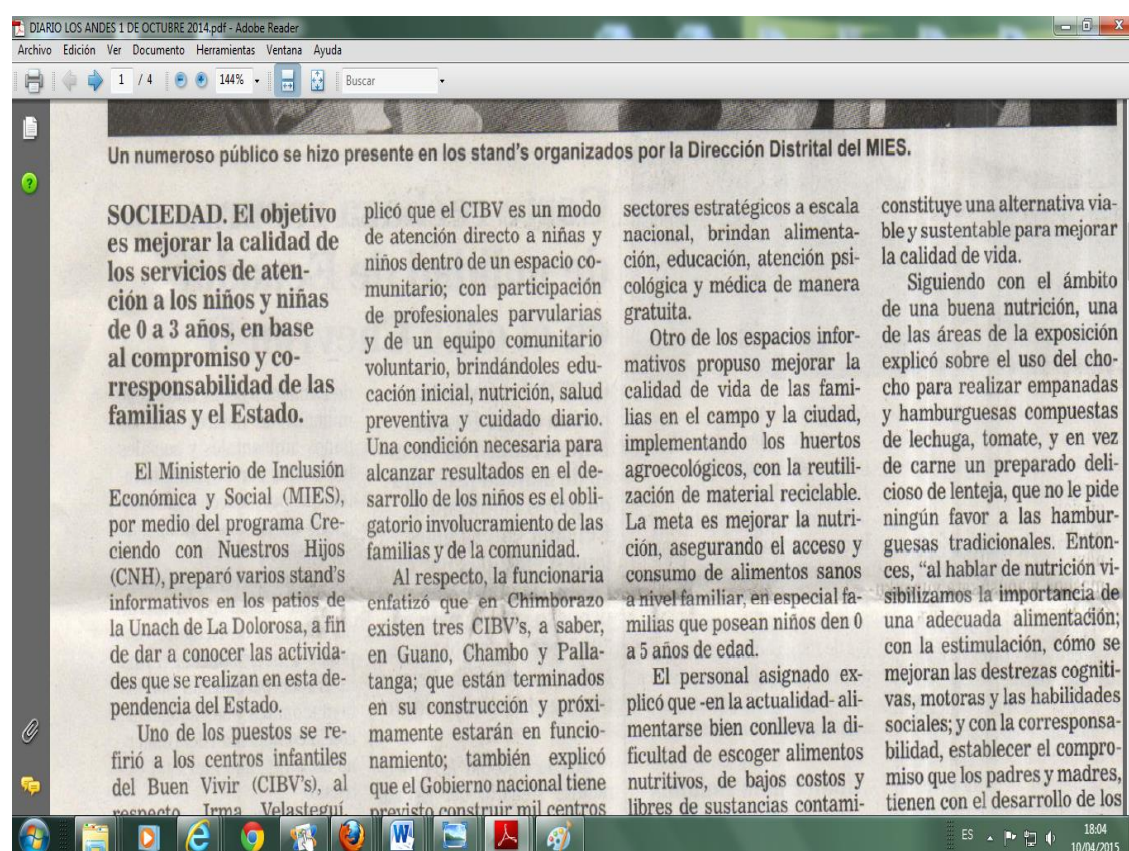 DIARIO LOS ANDES 1 DE OCTUBRE 2014.pdf - Adobe Reader
Archivo Edición Ver Documento Herramientas Ventana Ayuda
1 / 4 144% Buscar
Un numeroso público se hizo presente en los stand's organizados por la Dirección Distrital del MIES.
SOCIEDAD. El objetivo
es mejorar la calidad de
los servicios de aten-
ción a los niños y niñas
de 0 a 3 años, en base
al compromiso y co-
rresponsabilidad de las
familias y el Estado.
El Ministerio de Inclusión
Económica y Social (MIES),
por medio del programa Cre-
ciendo con Nuestros Hijos
(CNH), preparó varios stand's
informativos en los patios de
la Unach de La Dolorosa, a fin
de dar a conocer las activida-
des que se realizan en esta de-
pendencia del Estado.
Uno de los puestos se re-
firió a los centros infantiles
del Buen Vivir (CIBV's), al
respecto Irma Velasteguí
plicó que el CIBV es un modo
de atención directo a niñas y
niños dentro de un espacio co-
munitario; con participación
de profesionales parvularias
y de un equipo comunitario
voluntario, brindándoles edu-
cación inicial, nutrición, salud
preventiva y cuidado diario.
Una condición necesaria para
alcanzar resultados en el de-
sarrollo de los niños es el obli-
gatorio involucramiento de las
familias y de la comunidad.
Al respecto, la funcionaria
enfatizó que en Chimborazo
existen tres CIBV's, a saber,
en Guano, Chambo y Palla-
tanga; que están terminados
en su construcción y próxi-
mamente estarán en funcio-
namiento; también explicó
que el Gobierno nacional tiene
previsto construir mil centros
sectores estratégicos a escala
nacional, brindan alimenta-
ción, educación, atención psi-
cológica y médica de manera
gratuita.
Otro de los espacios infor-
mativos propuso mejorar la
calidad de vida de las fami-
lias en el campo y la ciudad,
implementando los huertos
agroecológicos, con la reutili-
zación de material reciclable.
La meta es mejorar la nutri-
ción, asegurando el acceso y
consumo de alimentos sanos
a nivel familiar, en especial fa-
milias que posean niños den 0
a 5 años de edad.
El personal asignado ex-
plicó que -en la actualidad- ali-
mentarse bien conlleva la di-
ficultad de escoger alimentos
nutritivos, de bajos costos y
libres de sustancias contami-
constituye una alternativa via-
ble y sustentable para mejorar
la calidad de vida.
Siguiendo con el ámbito
de una buena nutrición, una
de las áreas de la exposición
explicó sobre el uso del cho-
cho para realizar empanadas
y hamburguesas compuestas
de lechuga, tomate, y en vez
de carne un preparado deli-
cioso de lenteja, que no le pide
ningún favor a las hambur-
guesas tradicionales. Enton-
ces, "al hablar de nutrición vi-
sibilizamos la importancia de
una adecuada alimentación;
con la estimulación, cómo se
mejoran las destrezas cogniti-
vas, motoras y las habilidades
sociales; y con la corresponsa-
bilidad, establecer el compro-
miso que los padres y madres,
tienen con el desarrollo de los
ES 18:04
10/04/2015